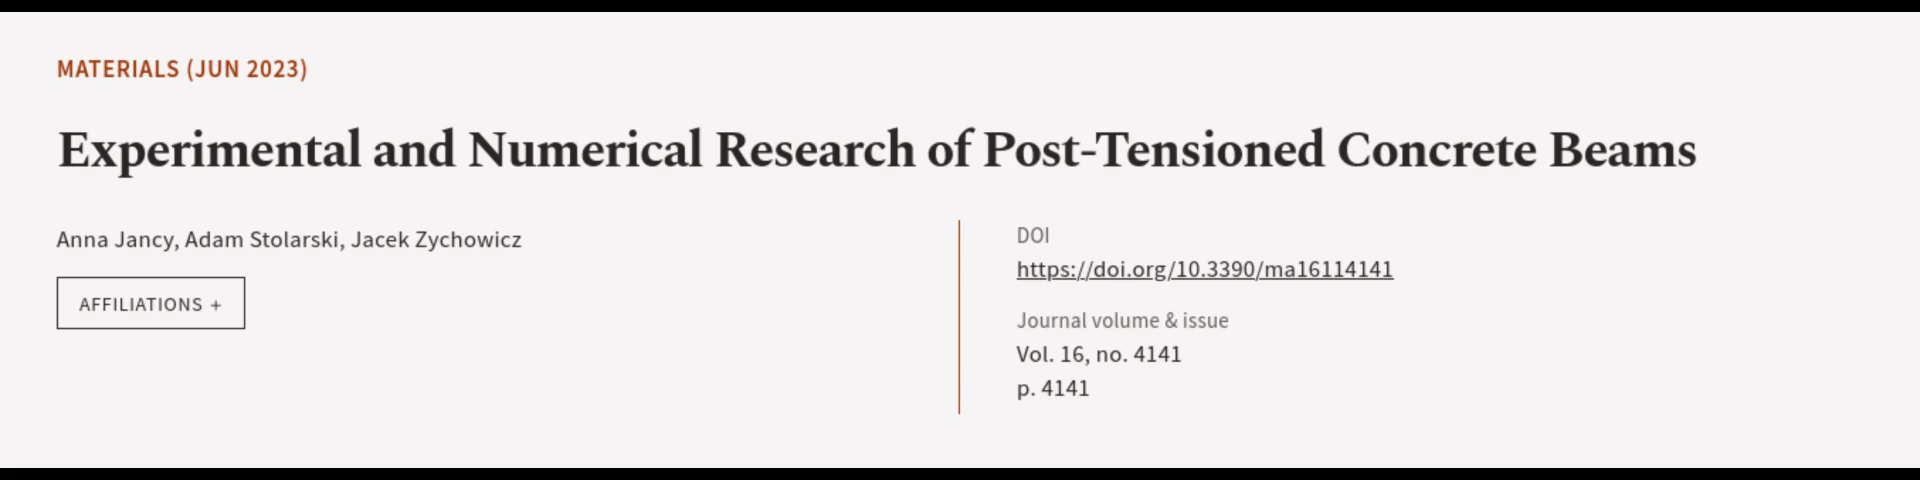 MATERIALS (JUN 2023)
Experimental and Numerical Research of Post-Tensioned Concrete Beams
Anna Jancy, Adam Stolarski, Jacek Zychowicz
AFFILIATIONS +
DOI
https://doi.org/10.3390/ma16114141
Journal volume & issue
Vol. 16, no. 4141
p. 4141